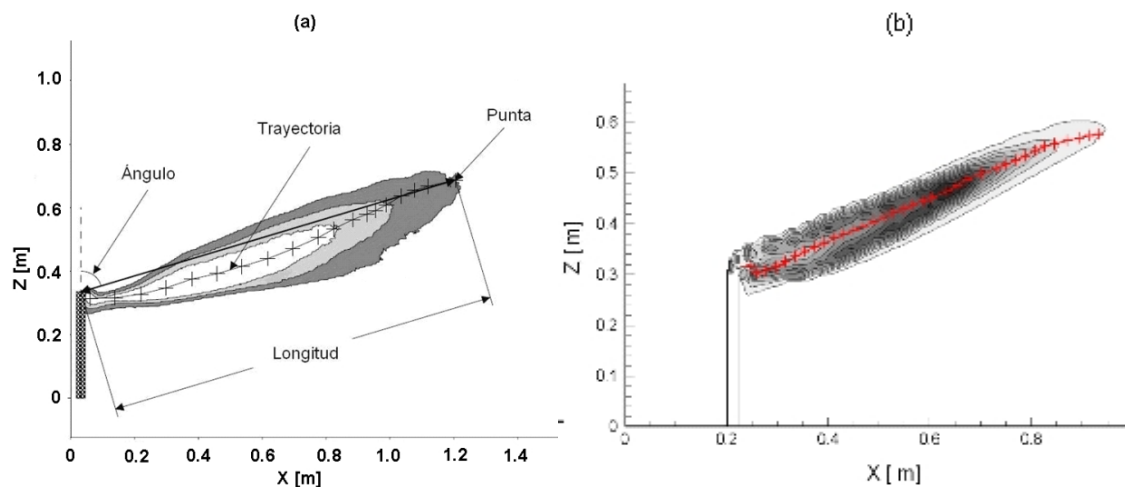 (a)
X [m]
1.0
0.8
0.6
0.4
0.2
0
Z [m]
Ángulo
Trayectoria
Punta
Longitud
0 0.2 0.4 0.6 0.8 1.0 1.2 1.4
X [m]
(b)
0.6
0.5
0.4
0.3
0.2
0.1
0
Z [ m]
0 0.2 0.4 0.6 0.8
X [ m]